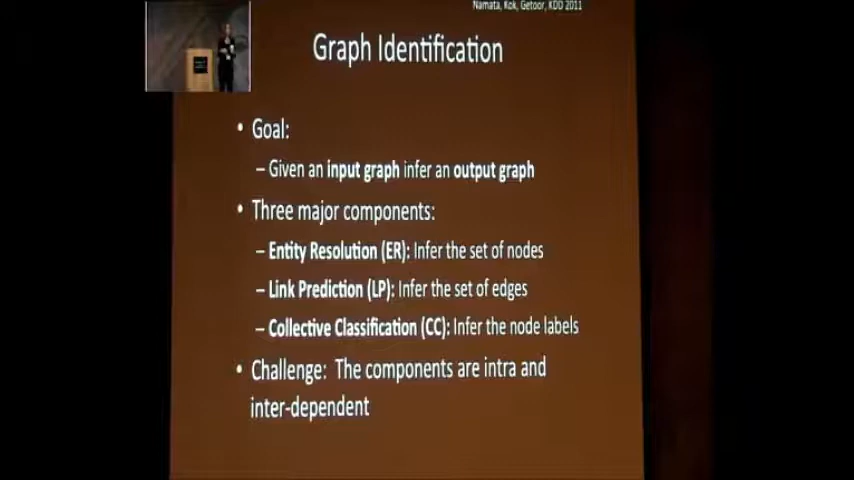 Namata, Kok, Getoor, KDD 2011
Graph Identification
• Goal:
– Given an input graph infer an output graph
• Three major components:
– Entity Resolution (ER): Infer the set of nodes
– Link Prediction (LP): Infer the set of edges
– Collective Classification (CC): Infer the node labels
• Challenge: The components are intra and
inter-dependent